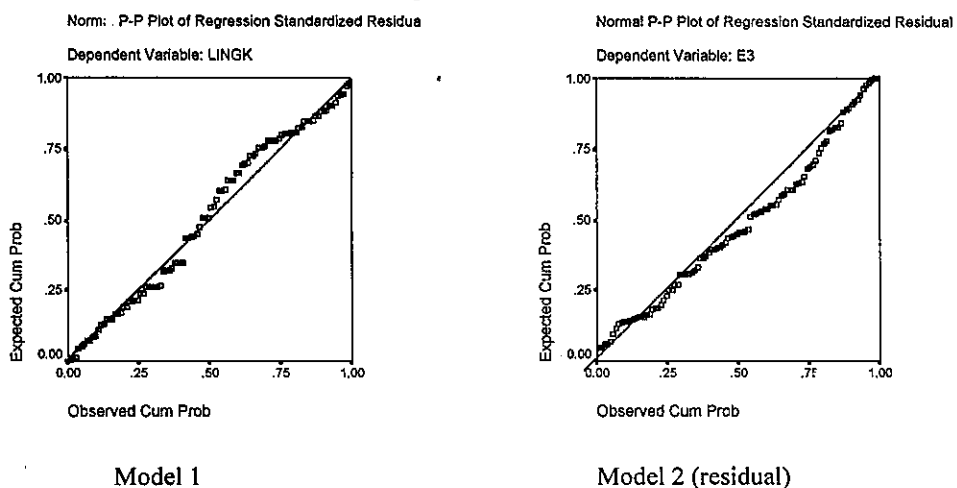 Norm: . P-P Plot of Regression Standardized Residua
Dependent Variable: LINGK
1.00
.75
.50
.25
0.00
Expected Cum Prob
0.00 .25 .50 .75 1.00
Observed Cum Prob
Model 1
Normal P-P Plot of Regression Standardized Residual
Dependent Variable: E3
1.00
.75
.50
.25
0.00
Expected Cum Prob
0.00 .25 .50 .75 1.00
Observed Cum Prob
Model 2 (residual)